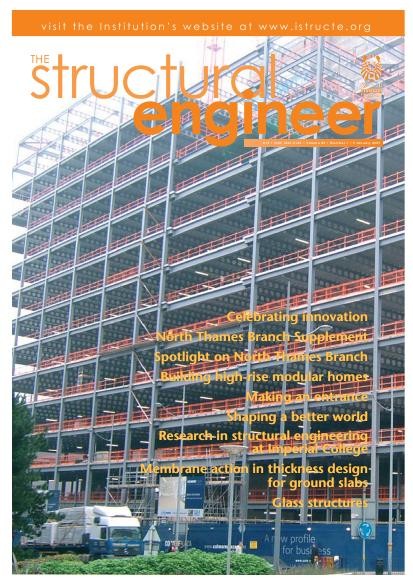 visit the Institution's website at www.istructe.org
THE
structural
engineer
Celebrating innovation
North Thames Branch Supplement
Spotlight on North Thames Branch
Building high-rise modular homes
Making an entrance
Shaping a better world
Research in structural engineering
at Imperial College
Membrane action in thickness design
for ground slabs
Glass structures
A new profile
for business